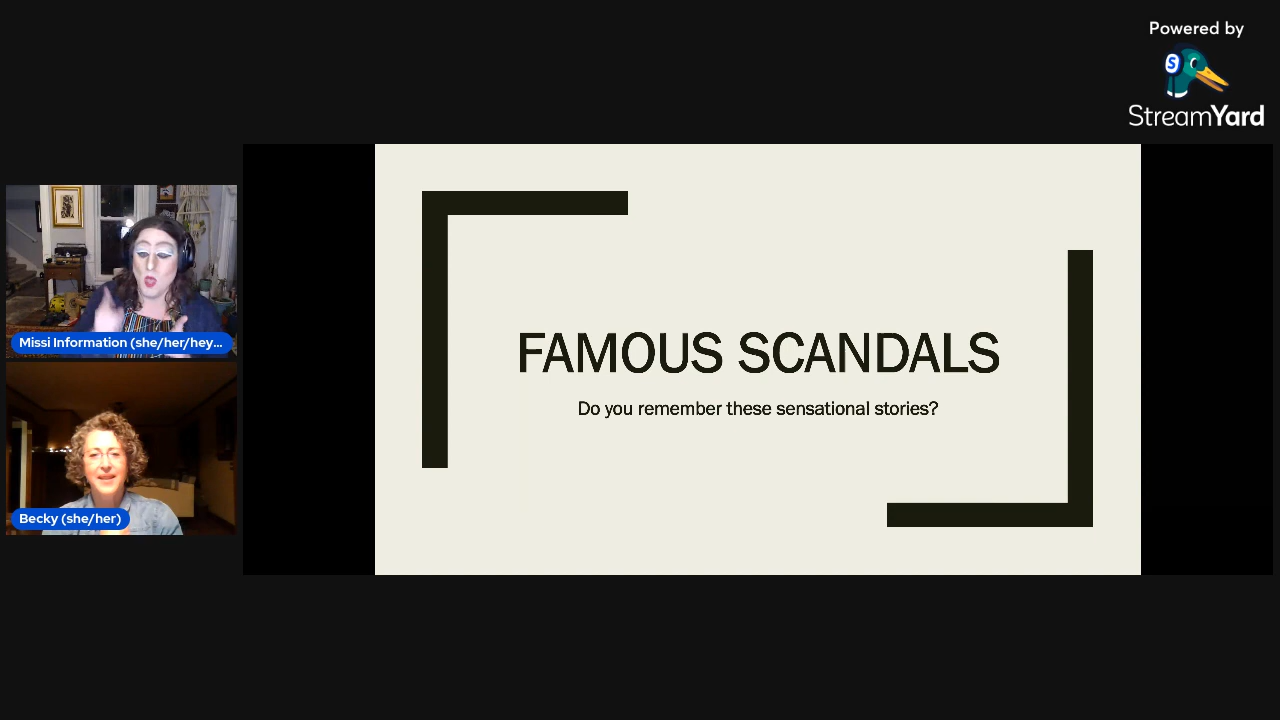 Powered by
S
StreamYard
Missi Information (she/her/hey...
Becky (she/her)
FAMOUS SCANDALS
Do you remember these sensational stories?